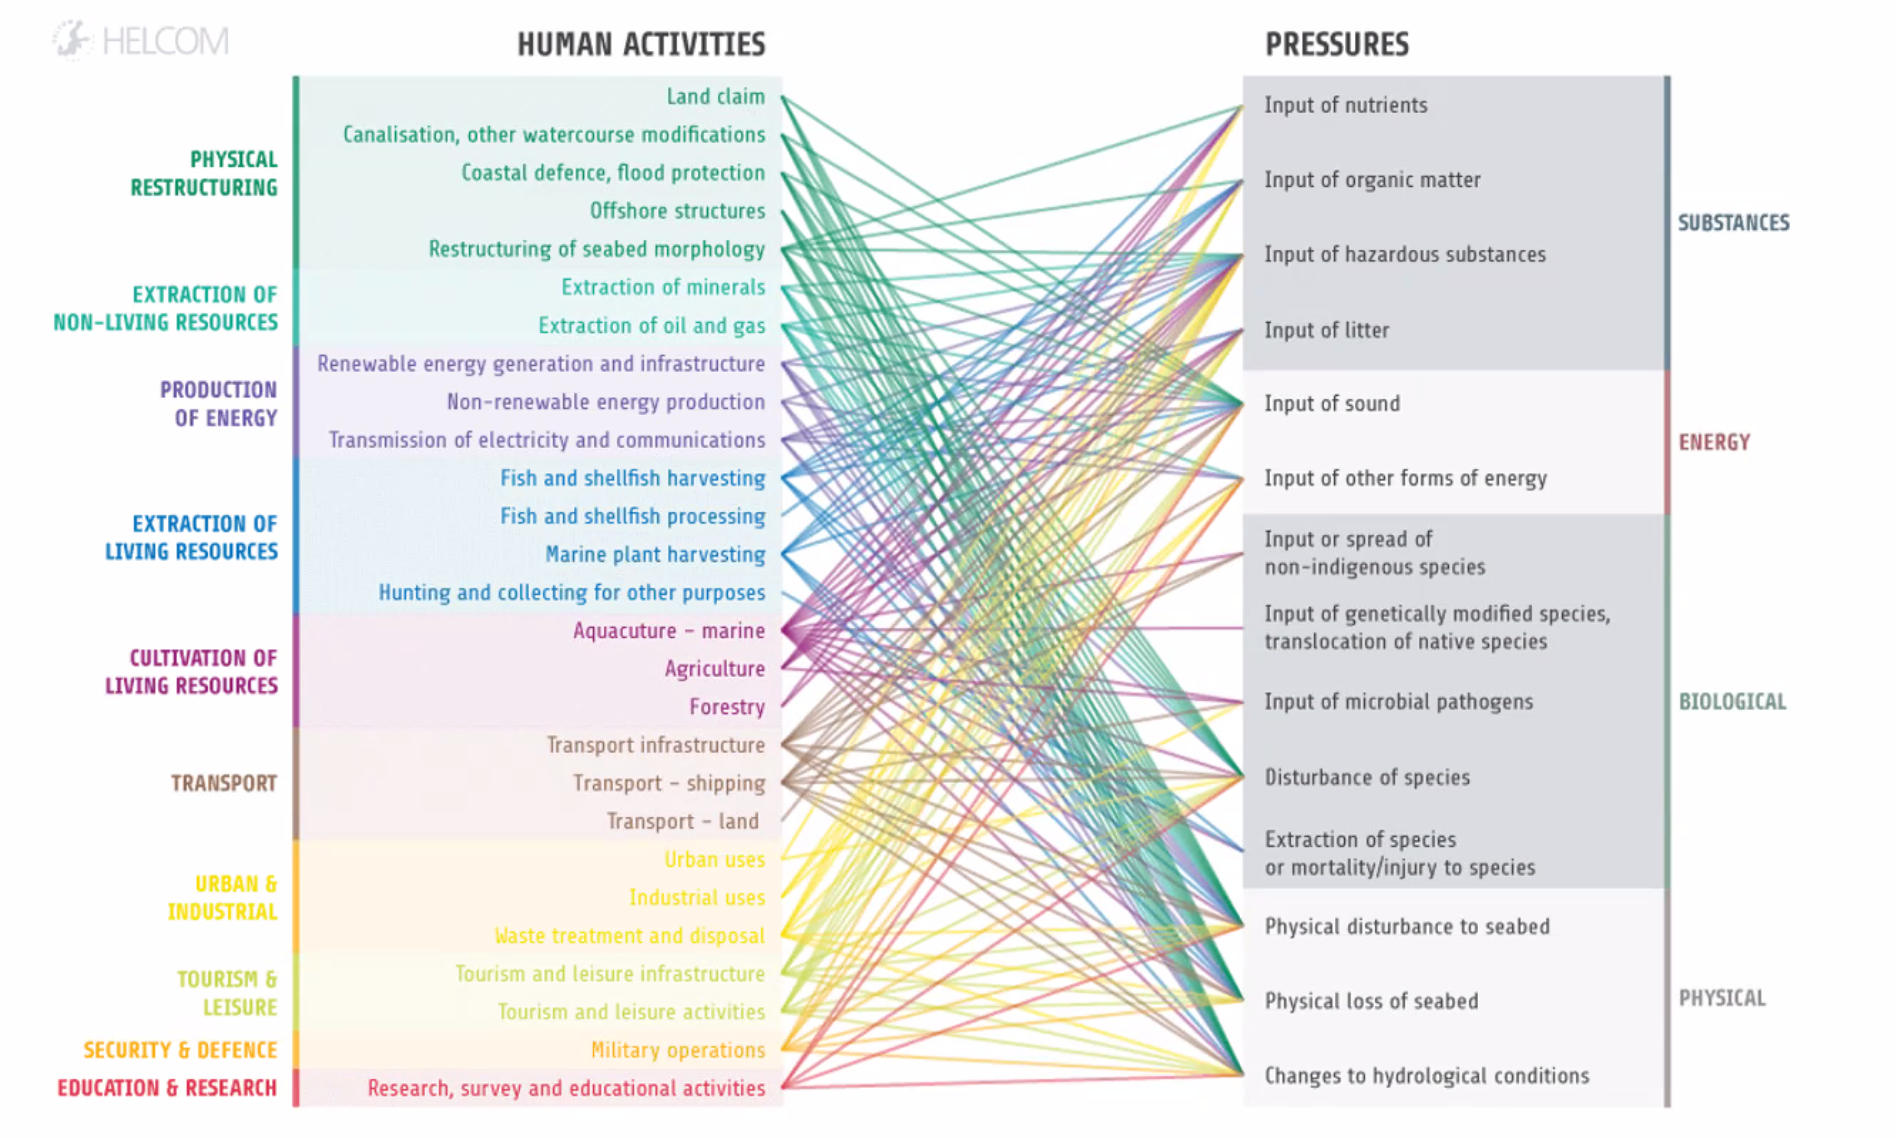 HELCOM
HUMAN ACTIVITIES
PRESSURES
PHYSICAL
RESTRUCTURING
Land claim
Canalisation, other watercourse modifications
Coastal defence, flood protection
Offshore structures
Restructuring of seabed morphology
EXTRACTION OF
NON-LIVING RESOURCES
Extraction of minerals
Extraction of oil and gas
PRODUCTION
OF ENERGY
Renewable energy generation and infrastructure
Non-renewable energy production
Transmission of electricity and communications
EXTRACTION OF
LIVING RESOURCES
Fish and shellfish harvesting
Fish and shellfish processing
Marine plant harvesting
Hunting and collecting for other purposes
CULTIVATION OF
LIVING RESOURCES
Aquacuture – marine
Agriculture
Forestry
TRANSPORT
Transport infrastructure
Transport – shipping
Transport – land
URBAN &
INDUSTRIAL
Urban uses
Industrial uses
Waste treatment and disposal
TOURISM &
LEISURE
Tourism and leisure infrastructure
Tourism and leisure activities
SECURITY & DEFENCE
Military operations
EDUCATION & RESEARCH
Research, survey and educational activities
Input of nutrients
Input of organic matter
Input of hazardous substances
Input of litter
SUBSTANCES
Input of sound
Input of other forms of energy
ENERGY
Input or spread of
non-indigenous species
Input of genetically modified species,
translocation of native species
Input of microbial pathogens
Disturbance of species
Extraction of species
or mortality/injury to species
BIOLOGICAL
Physical disturbance to seabed
Physical loss of seabed
Changes to hydrological conditions
PHYSICAL